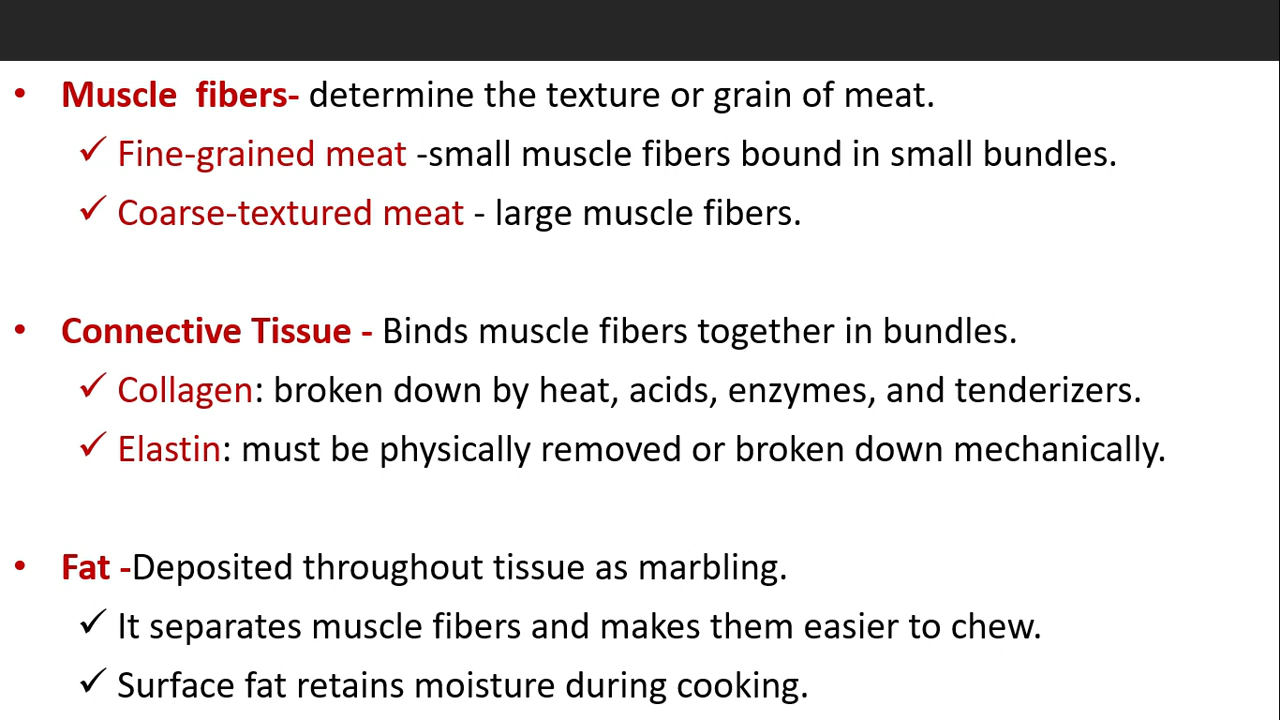 • Muscle  fibers- determine the texture or grain of meat.
✓ Fine-grained meat -small muscle fibers bound in small bundles.
✓ Coarse-textured meat - large muscle fibers.
• Connective Tissue - Binds muscle fibers together in bundles.
✓ Collagen: broken down by heat, acids, enzymes, and tenderizers.
✓ Elastin: must be physically removed or broken down mechanically.
• Fat -Deposited throughout tissue as marbling.
✓ It separates muscle fibers and makes them easier to chew.
✓ Surface fat retains moisture during cooking.